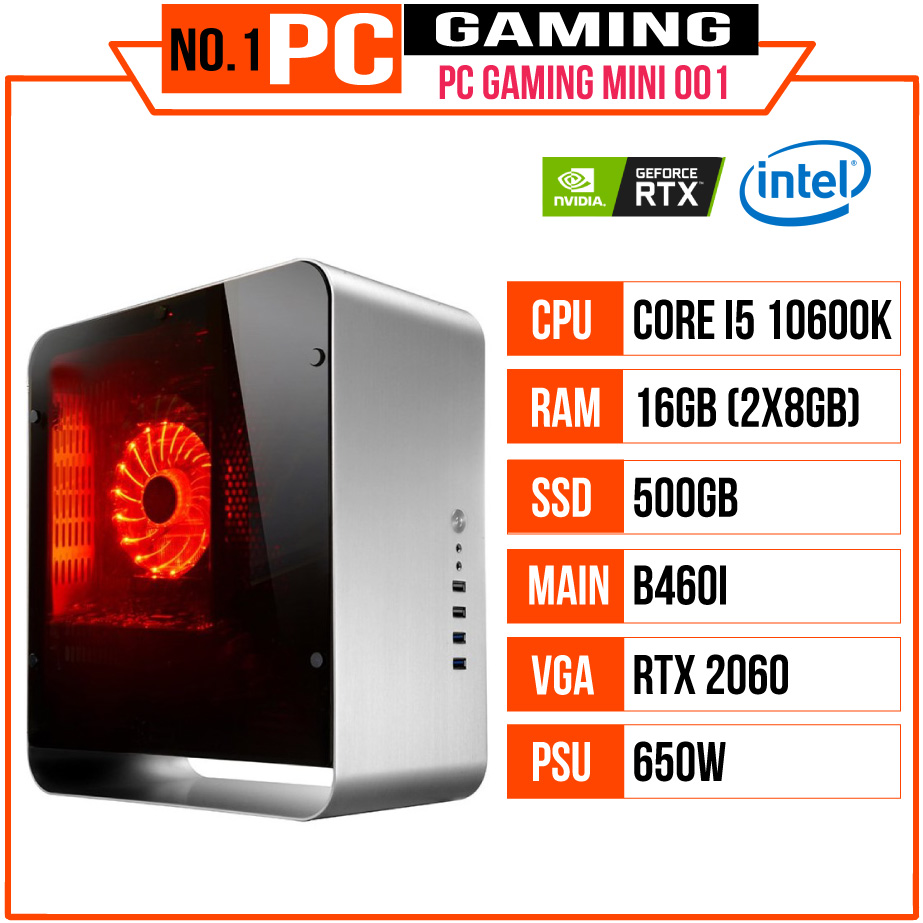 NO.1 PC GAMING
PC GAMING MINI 001
NVIDIA. GEFORCE RTX™ intel®
CPU CORE I5 10600K
RAM 16GB (2X8GB)
SSD 500GB
MAIN B460I
VGA RTX 2060
PSU 650W